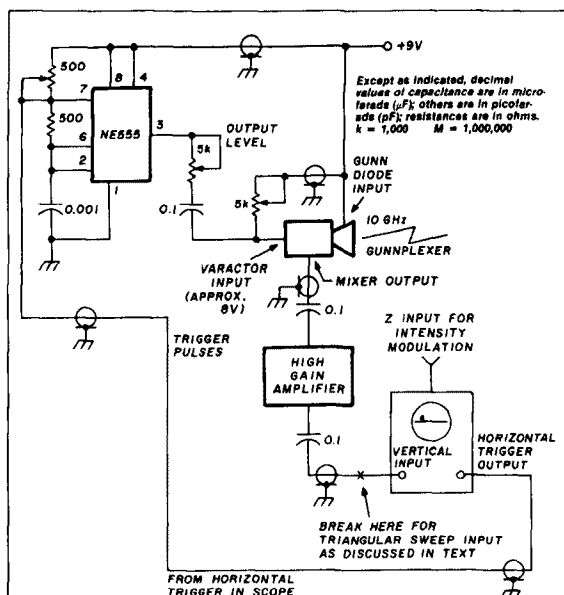 +9V
500
8
4
7
500
NE555
3
6
2
1
0.001
OUTPUT
LEVEL
5k
0.1
5k
Except as indicated, decimal
values of capacitance are in micro-
farads (μF); others are in picofar-
ads (pF); resistances are in ohms.
k = 1,000 M = 1,000,000
GUNN
DIODE
INPUT
10 GHz
GUNNPLEXER
VARACTOR
INPUT
(APPROX.
8V)
MIXER OUTPUT
0.1
TRIGGER
PULSES
HIGH
GAIN
AMPLIFIER
0.1
Z INPUT FOR
INTENSITY
MODULATION
VERTICAL
INPUT
HORIZONTAL
TRIGGER
OUTPUT
BREAK HERE FOR
TRIANGULAR SWEEP INPUT
AS DISCUSSED IN TEXT
FROM HORIZONTAL
TRIGGER IN SCOPE